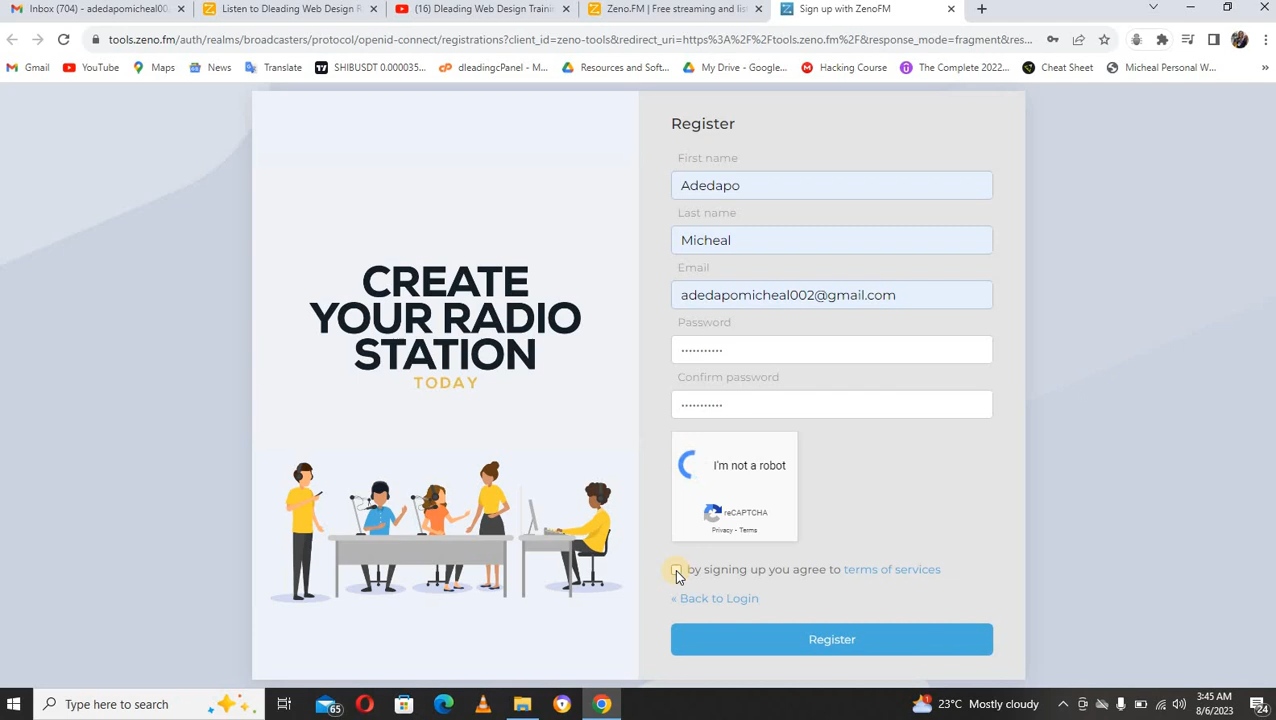 Inbox (704) - adedapomicheal00
Listen to Dleading Web Design R
(16) Dleading Web Design Traini
Zeno.FM | Free streaming and lis
Sign up with ZenoFM
tools.zeno.fm/auth/realms/broadcasters/protocol/openid-connect/registrations?client_id=zeno-tools&redirect_uri=https%3A%2F%2Ftools.zeno.fm%2F&response_mode=fragment&res...
Gmail
YouTube
Maps
News
Translate
SHIBUSDT 0.000035...
dleadingcPanel - M...
Resources and Soft...
My Drive - Google...
Hacking Course
The Complete 2022...
Cheat Sheet
Micheal Personal W...
»
CREATE
YOUR RADIO
STATION
TODAY
Register
First name
Adedapo
Last name
Micheal
Email
adedapomicheal002@gmail.com
Password
•••••••••••
Confirm password
•••••••••••
I'm not a robot
reCAPTCHA
Privacy - Terms
by signing up you agree to terms of services
« Back to Login
Register
Type here to search
65
23°C Mostly cloudy
3:45 AM
8/6/2023
24